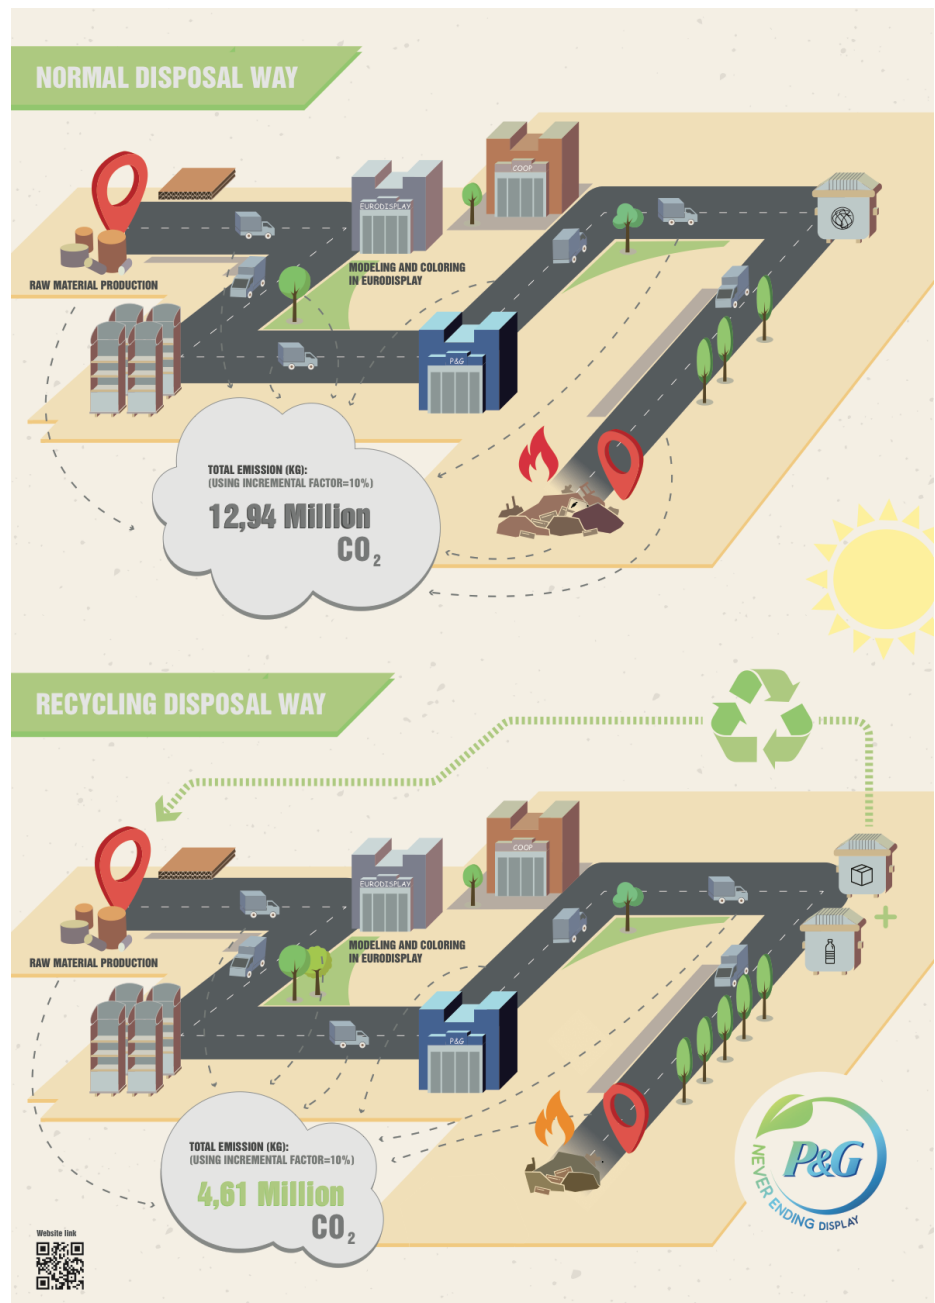 NORMAL DISPOSAL WAY
COOP
EURODISPLAY
MODELING AND COLORING
IN EURODISPLAY
RAW MATERIAL PRODUCTION
P&G
TOTAL EMISSION (KG):
(USING INCREMENTAL FACTOR=10%)
12,94 Million
CO2
RECYCLING DISPOSAL WAY
COOP
EURODISPLAY
MODELING AND COLORING
IN EURODISPLAY
RAW MATERIAL PRODUCTION
P&G
TOTAL EMISSION (KG):
(USING INCREMENTAL FACTOR=10%)
4,61 Million
CO2
P&G
NEVER ENDING DISPLAY
Website link